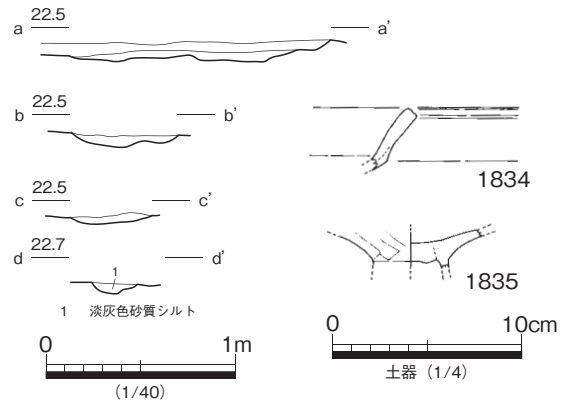 22.5
a a'
22.5
b b'
22.5
c c'
22.7
d d'
1
1 淡灰色砂質シルト
0 1m
(1/40)
1834
1835
0 10cm
土器（1/4）